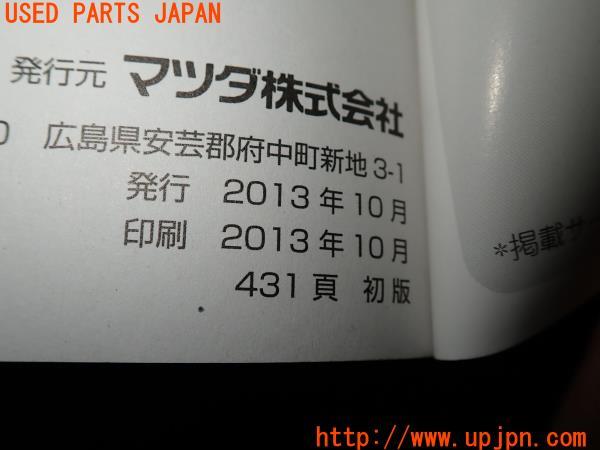 USED PARTS JAPAN
発行元 マツダ株式会社
0 広島県安芸郡府中町新地3-1
発行 2013年10月
印刷 2013年10月
431頁 初版
*掲載サ
http://www.upjpn.com/